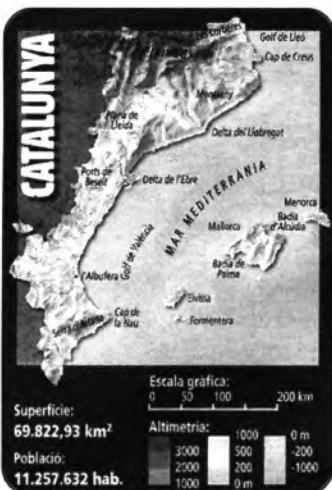 CATALUNYA
Golf de Lleó
Cap de Creus
Montseny
Plana de
Lleida
Delta del Llobregat
Ports de
Beseit
Delta de l'Ebre
MAR MEDITERRÀNIA
Menorca
Mallorca
Badia
d'Alcúdia
Golf de València
l'Albufera
Badia de
Palma
Eivissa
Cap de
la Nau
Formentera
Escala gràfica:
0 50 100 200 km
Superfície:
69.822,93 km²
Altimetria:
1000 0 m
3000 500 -200
2000 200 -1000
1000 0 m
Població:
11.257.632 hab.